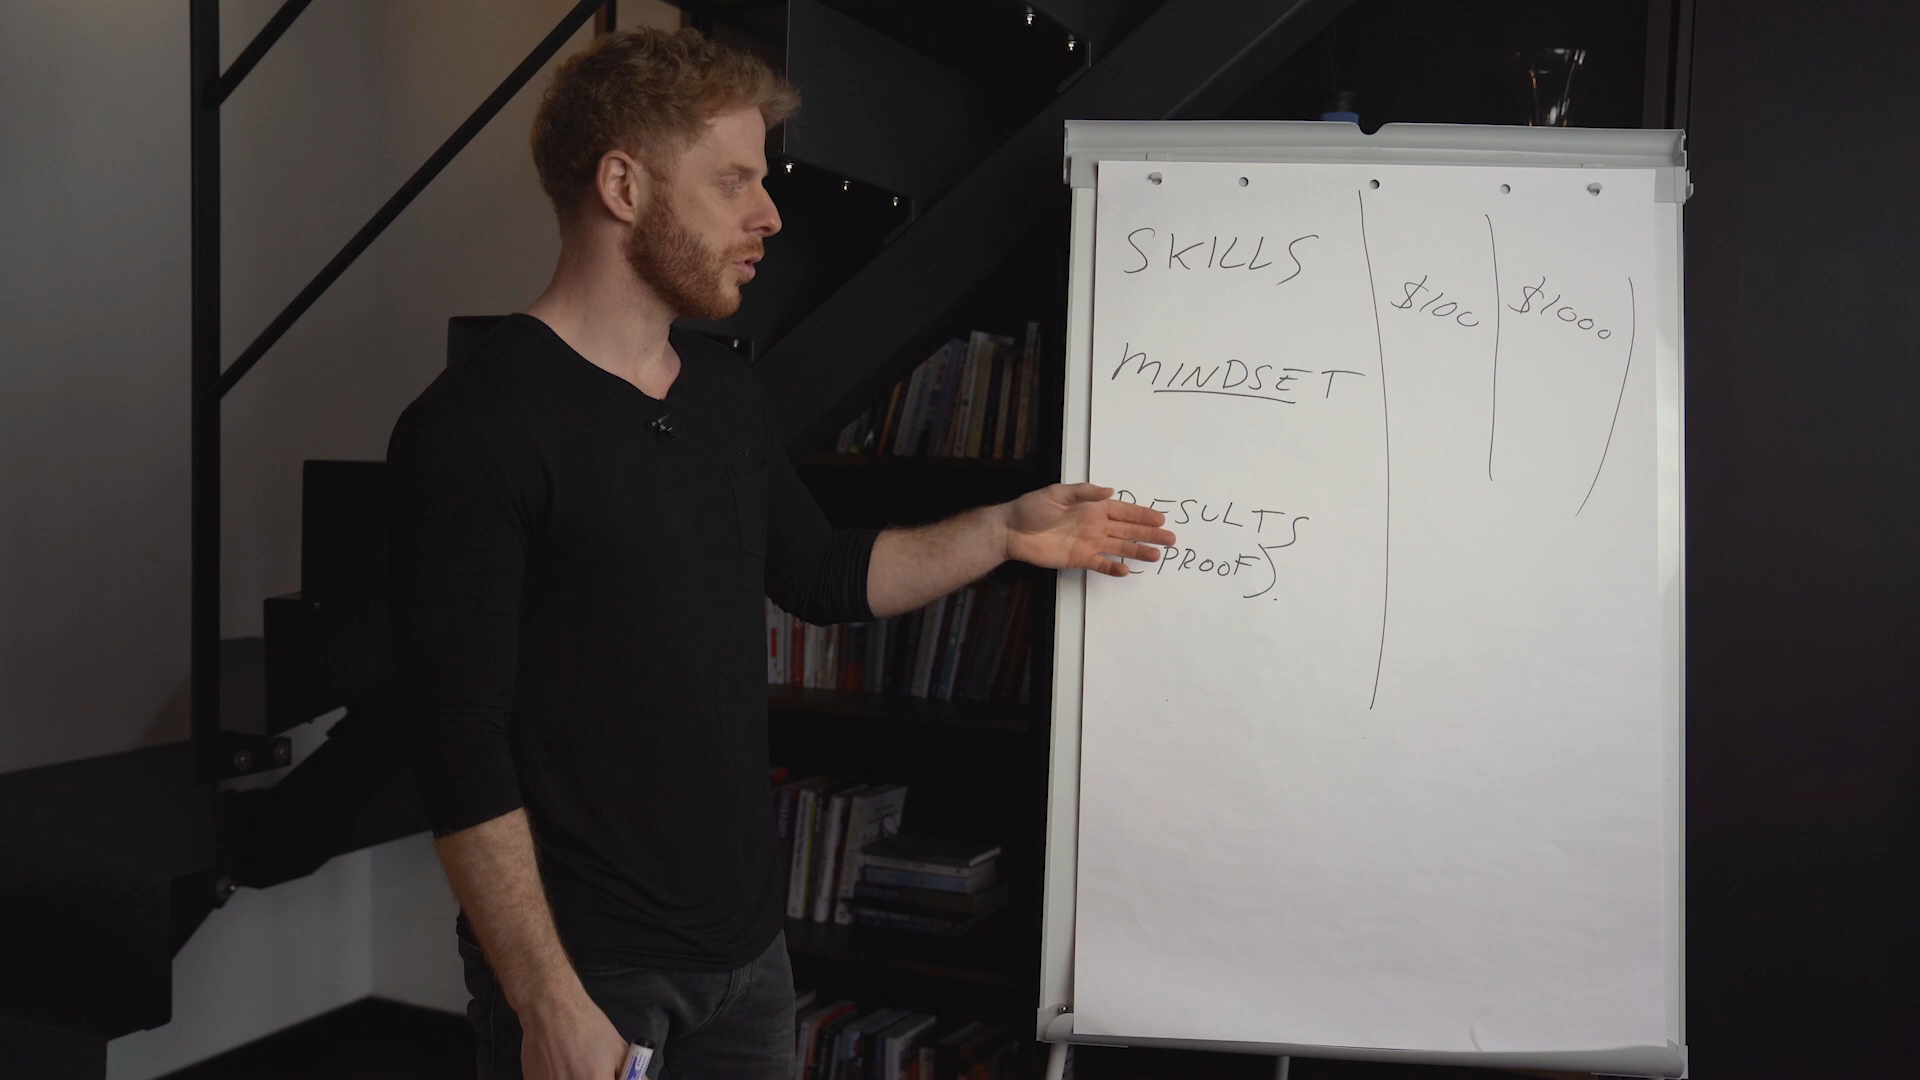 SKILLS
$100
$1000
MINDSET
RESULTS
(PROOF).